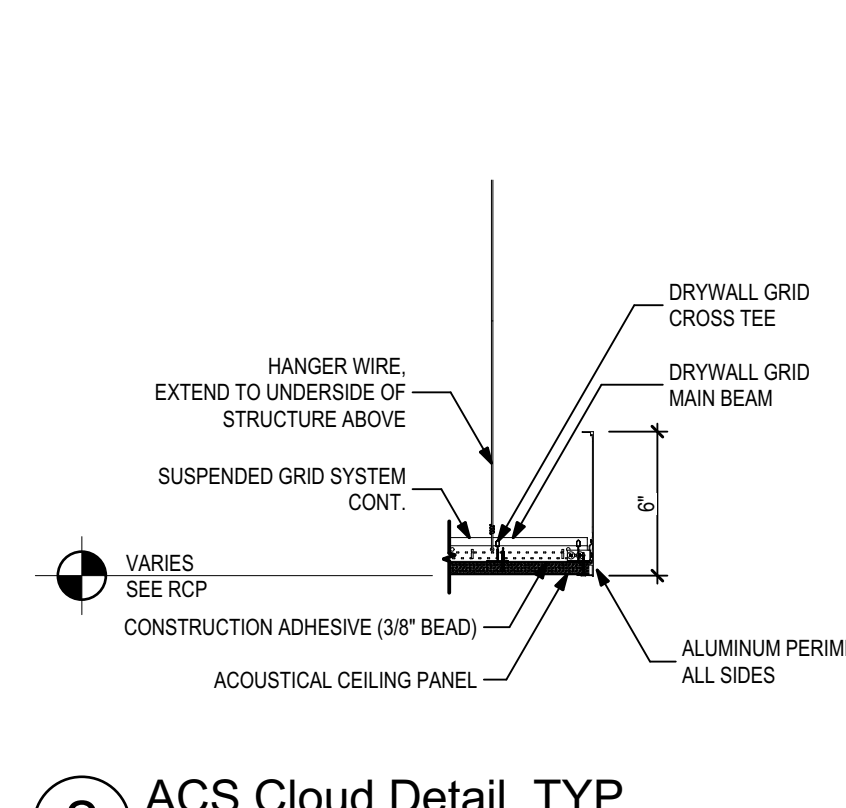 DRYWALL GRID
CROSS TEE
HANGER WIRE,
EXTEND TO UNDERSIDE OF
STRUCTURE ABOVE
DRYWALL GRID
MAIN BEAM
SUSPENDED GRID SYSTEM
CONT.
6"
VARIES
SEE RCP
CONSTRUCTION ADHESIVE (3/8" BEAD)
ACOUSTICAL CEILING PANEL
ALUMINUM
ALL SIDES
ACS Cloud Detail TYP